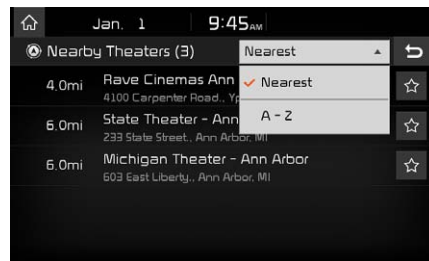 Jan. 1 9:45AM
Nearby Theaters (3) Nearest
4.0mi Rave Cinemas Ann
4100 Carpenter Road., Yp
Nearest
6.0mi State Theater - Ann
233 State Street., Ann Arbor, MI
A - Z
6.0mi Michigan Theater - Ann Arbor
603 East Liberty., Ann Arbor, MI